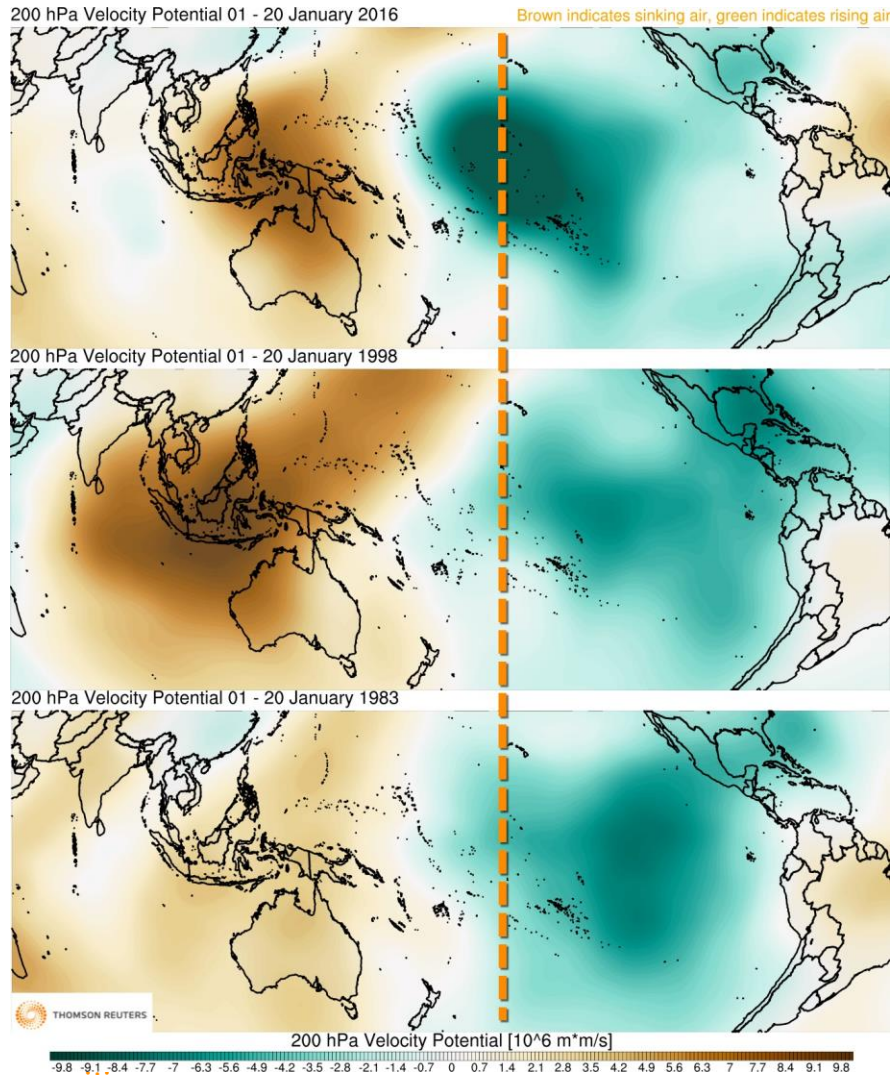 200 hPa Velocity Potential 01 - 20 January 2016
Brown indicates sinking air, green indicates rising air
200 hPa Velocity Potential 01 - 20 January 1998
200 hPa Velocity Potential 01 - 20 January 1983
THOMSON REUTERS
200 hPa Velocity Potential [10^6 m*m/s]
-9.8 -9.1 -8.4 -7.7 -7 -6.3 -5.6 -4.9 -4.2 -3.5 -2.8 -2.1 -1.4 -0.7 0 0.7 1.4 2.1 2.8 3.5 4.2 4.9 5.6 6.3 7 7.7 8.4 9.1 9.8